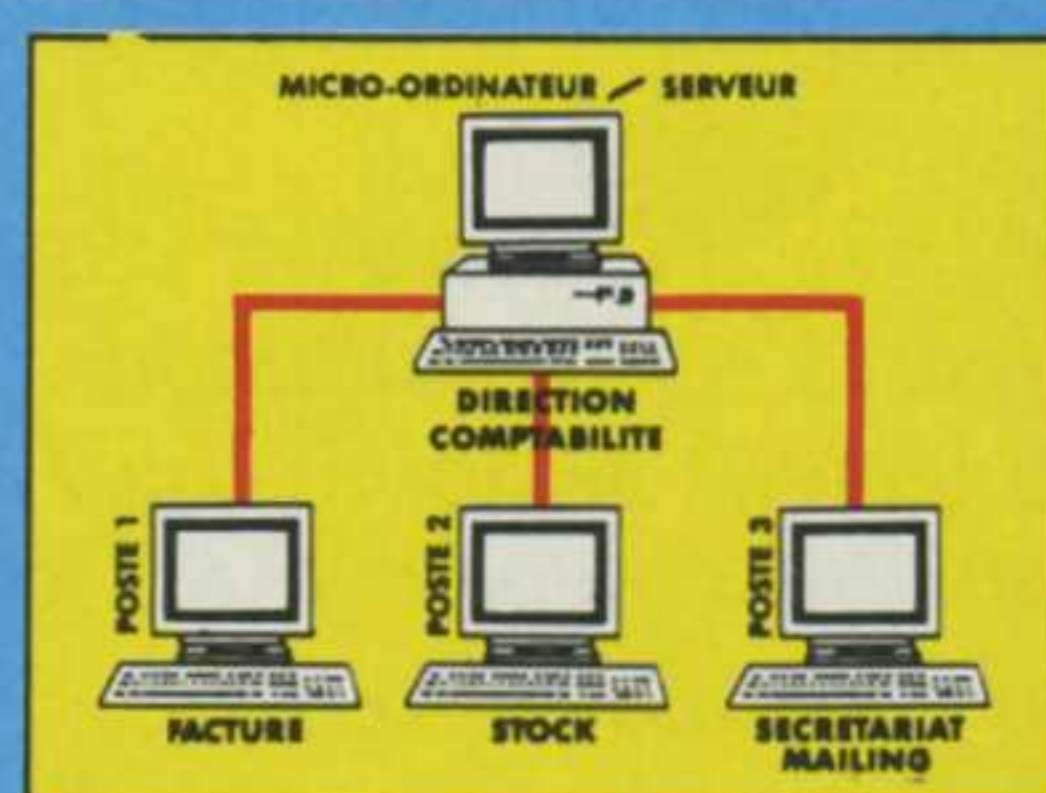 MICRO-ORDINATEUR / SERVEUR
DIRECTION
COMPTABILITE
POSTE 1
POSTE 2
POSTE 3
FACTURE
STOCK
SECRETARIAT
MAILING